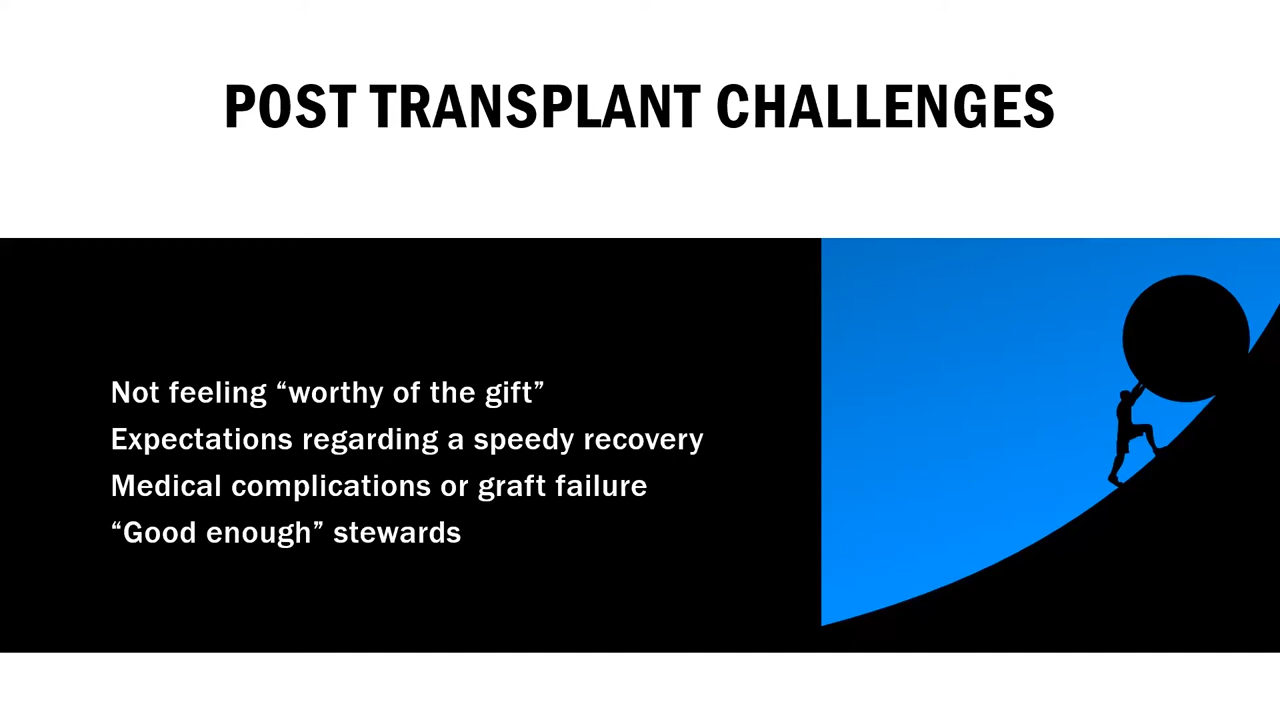 POST TRANSPLANT CHALLENGES
Not feeling “worthy of the gift”
Expectations regarding a speedy recovery
Medical complications or graft failure
“Good enough” stewards